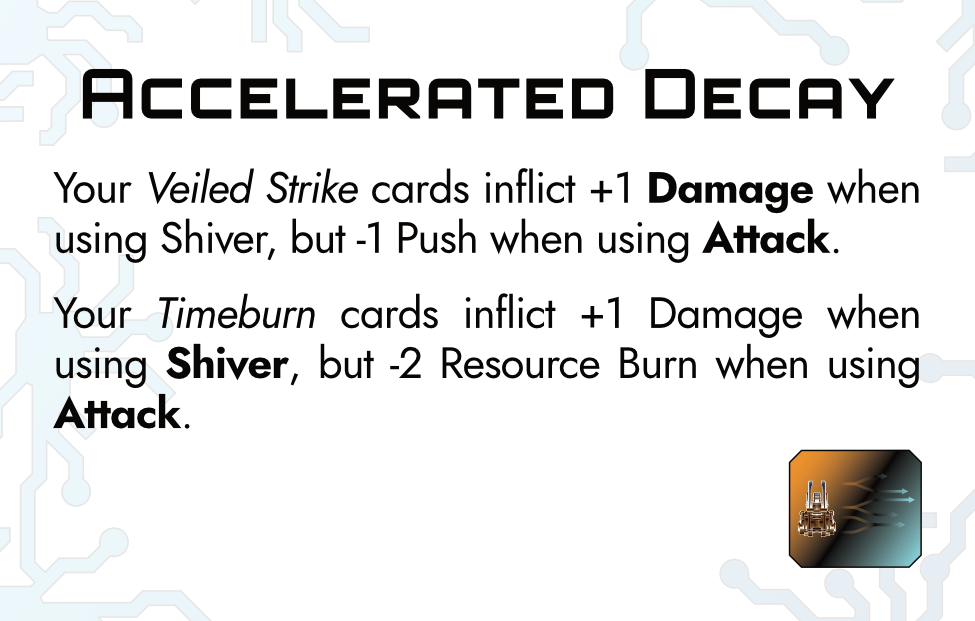 Accelerated Decay
Your Veiled Strike cards inflict +1 Damage when
using Shiver, but -1 Push when using Attack.
Your Timeburn cards inflict +1 Damage when
using Shiver, but -2 Resource Burn when using
Attack.